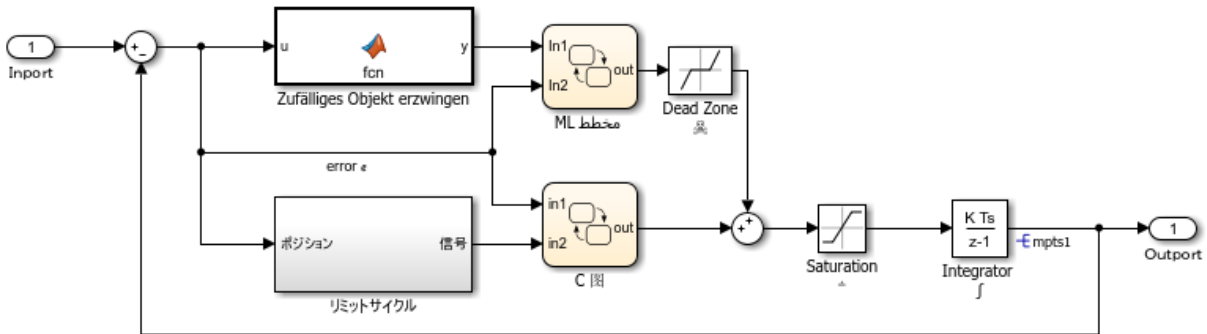 1
Inport
u
y
fcn
Zufälliges Objekt erzwingen
In1
In2
out
ML مخطط
Dead Zone
error e
ポジション
信号
リミットサイクル
in1
in2
out
C 图
Saturation
K Ts
z-1
Integrator
∫
mpts1
1
Outport